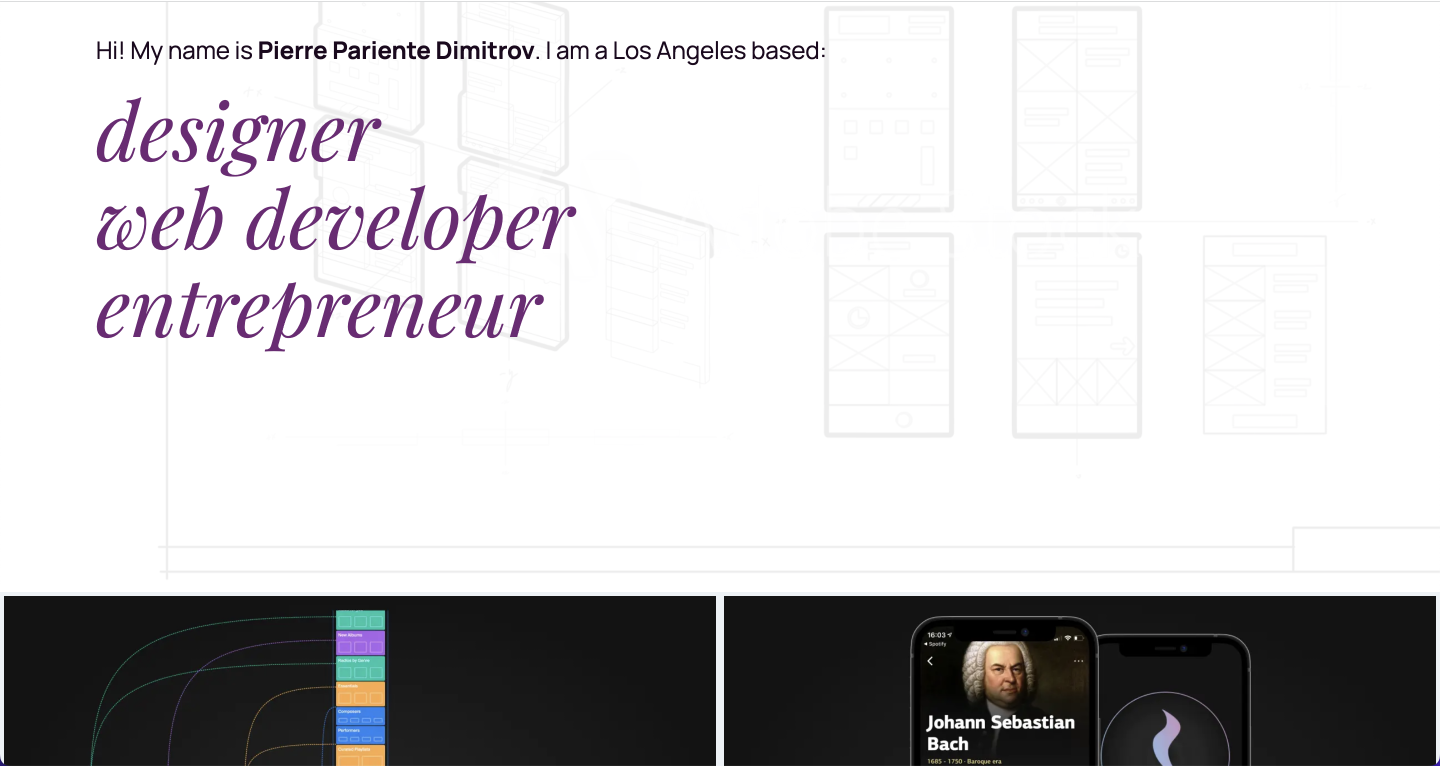 Hi! My name is Pierre Pariente Dimitrov. I am a Los Angeles based:
designer
web developer
entrepreneur
New Albums
Radios by Genre
Essentials
Composers
Performers
Curated Playlists
16:03
Spotify
Johann Sebastian
Bach
1685 - 1750 · Baroque era